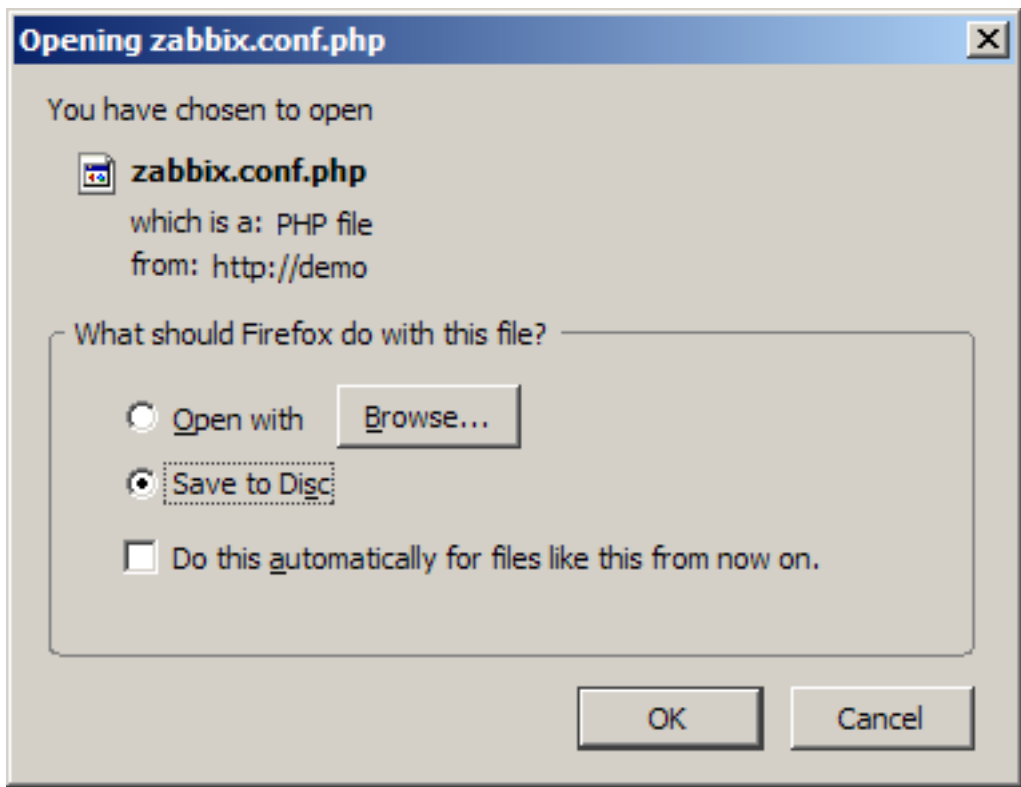 Opening zabbix.conf.php
You have chosen to open
zabbix.conf.php
which is a: PHP file
from: http://demo
What should Firefox do with this file?
Open with Browse...
Save to Disc
Do this automatically for files like this from now on.
OK Cancel